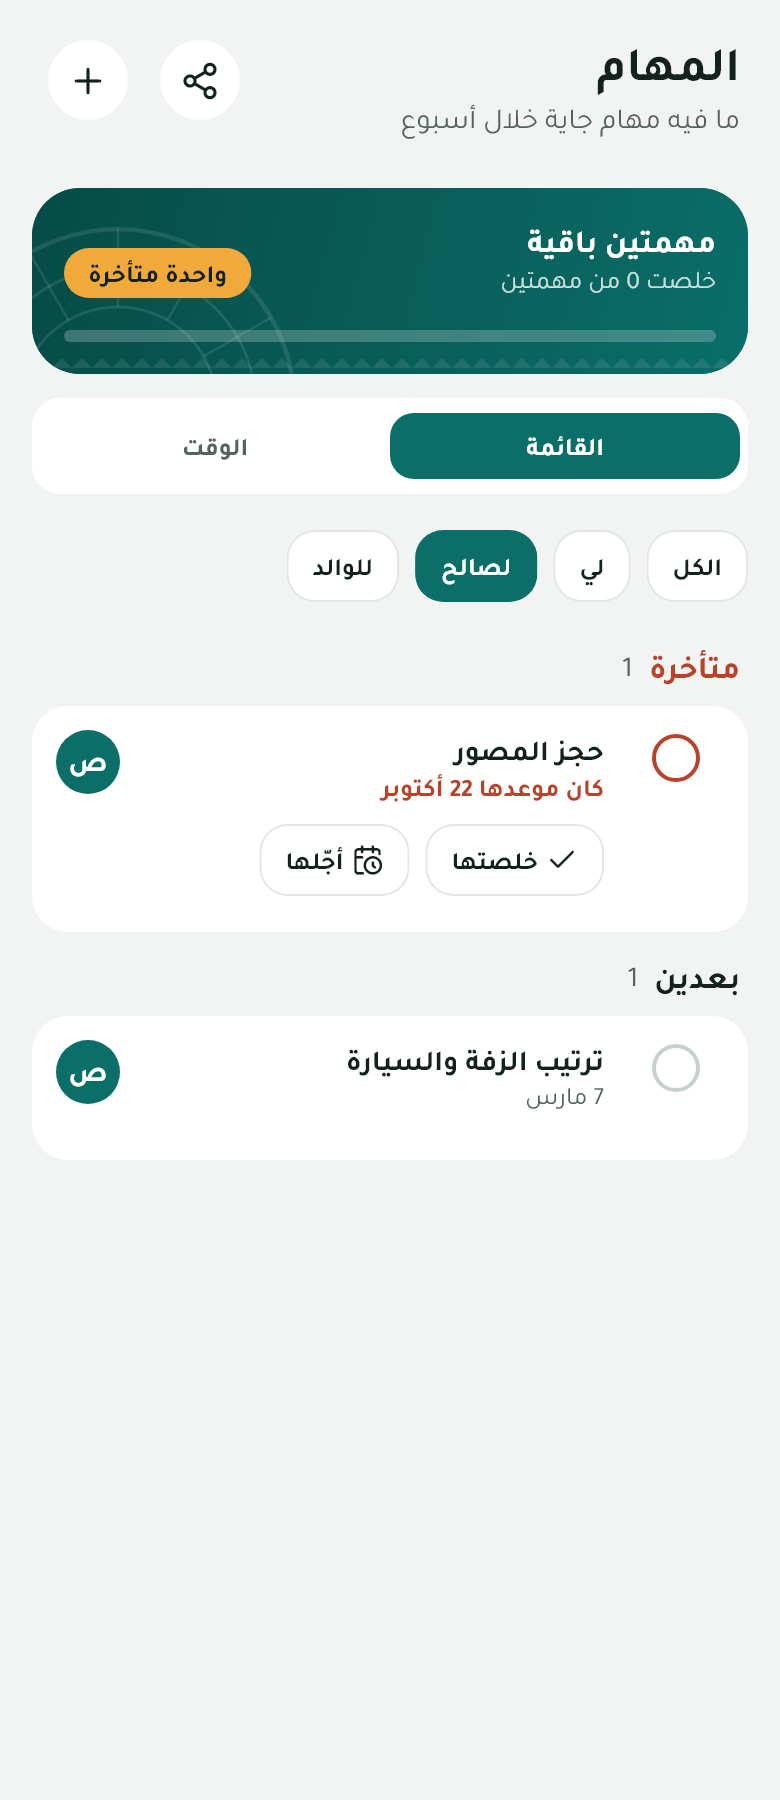 المهام
ما فيه مهام جاية خلال أسبوع
مهمتين باقية
خلصت 0 من مهمتين
واحدة متأخرة
القائمة
الوقت
الكل
لي
لصالح
للوالد
متأخرة 1
حجز المصور
كان موعدها 22 أكتوبر
ص
خلصتها
أجّلها
بعدين 1
ترتيب الزفة والسيارة
7 مارس
ص